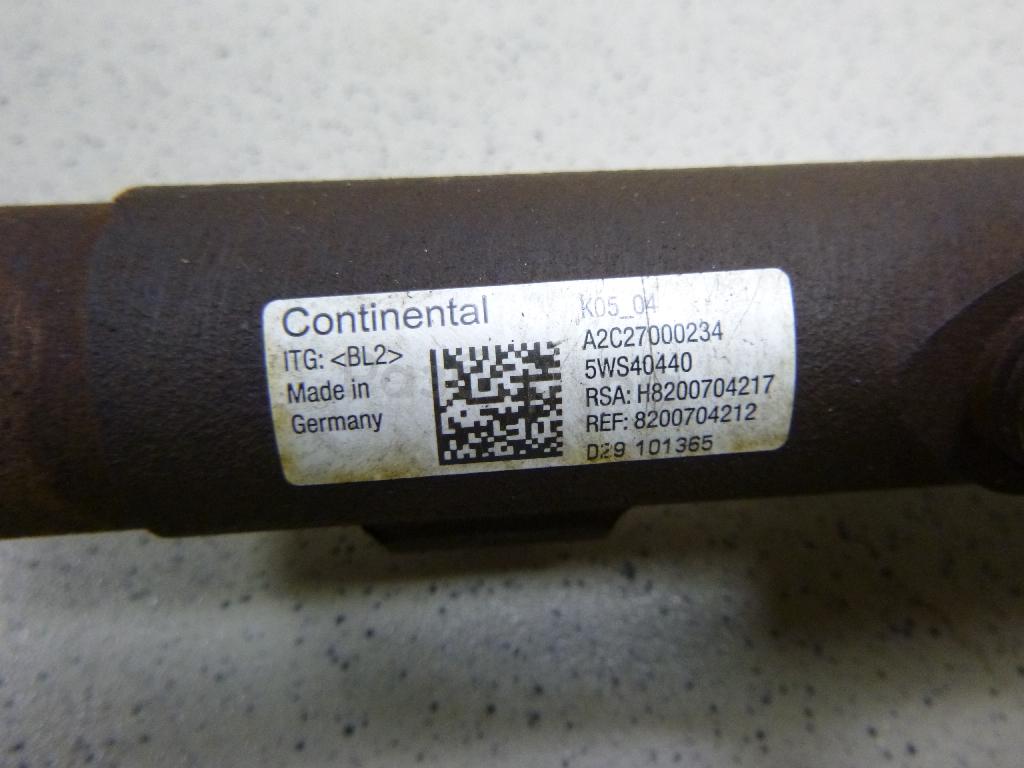 Continental
ITG: <BL2>
Made in
Germany
K05_04
A2C27000234
5WS40440
RSA: H8200704217
REF: 8200704212
D29 101365